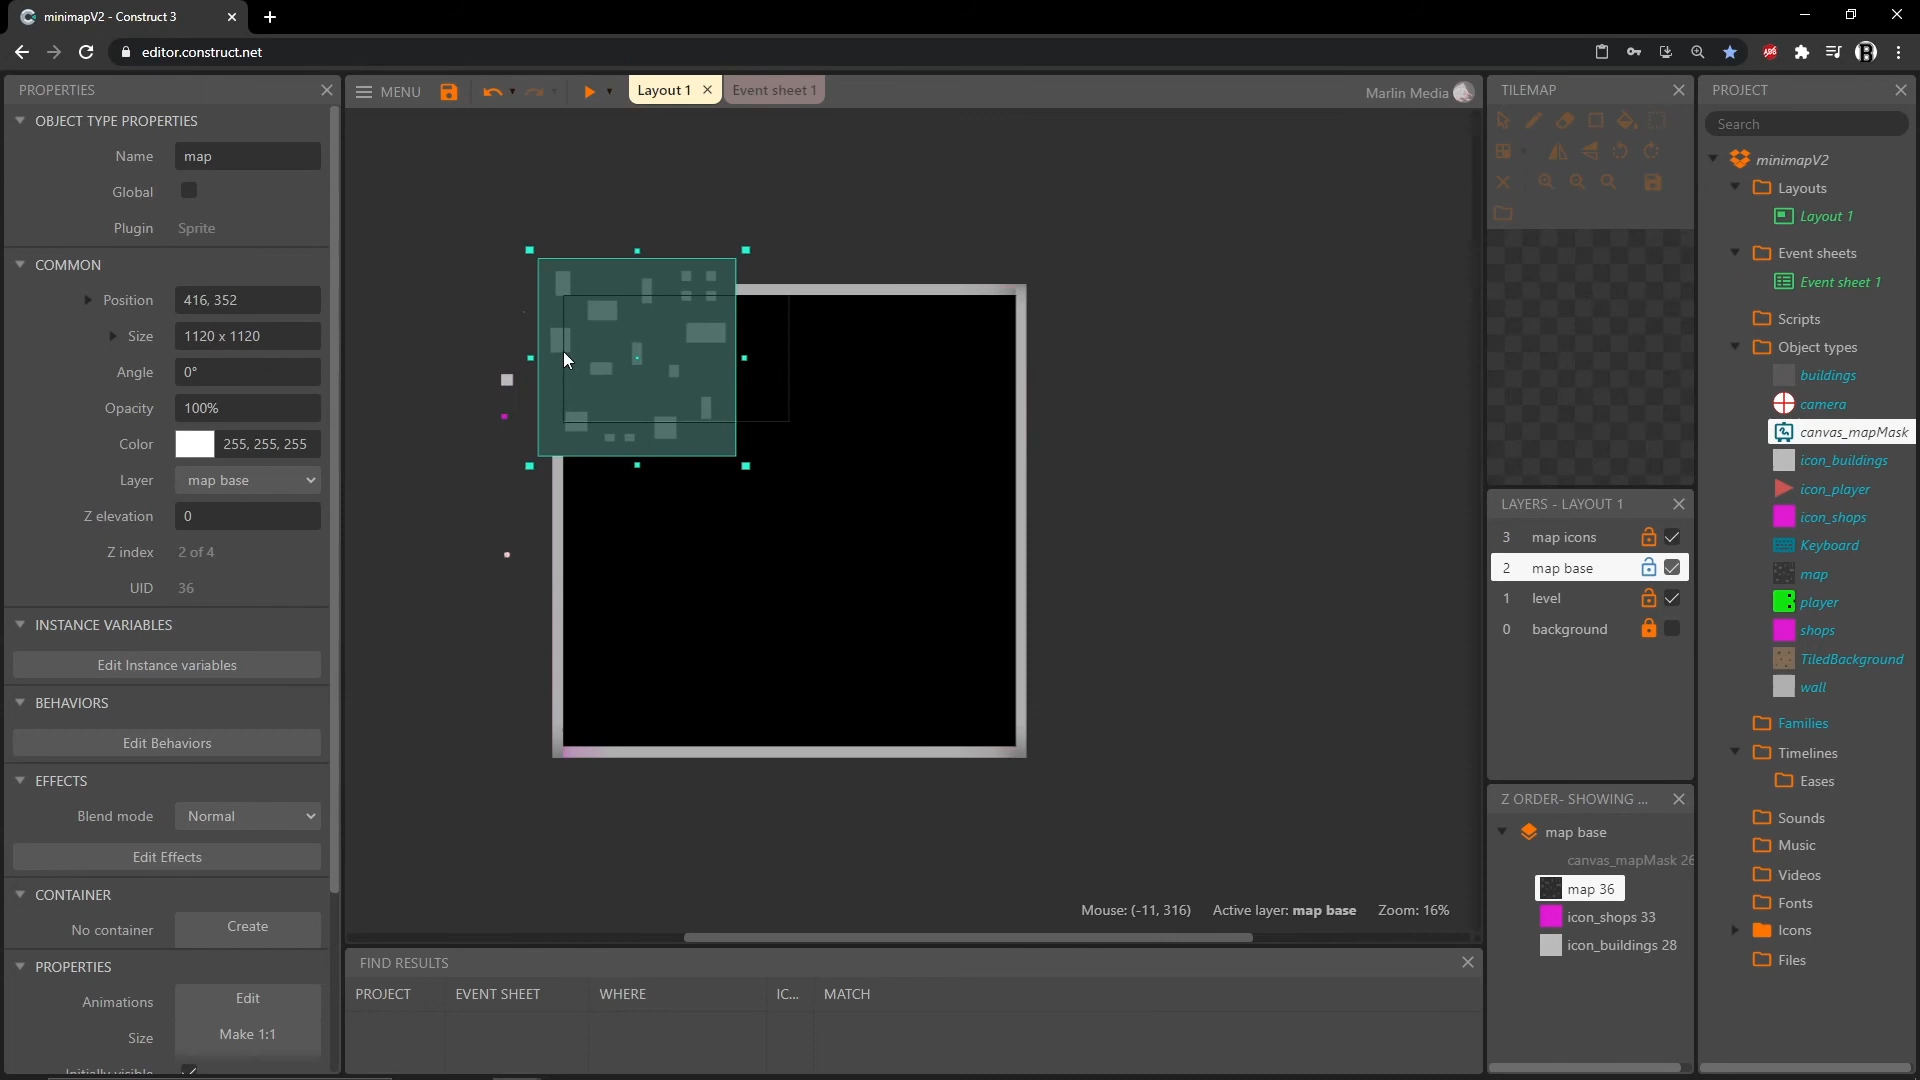 minimapV2 - Construct 3
editor.construct.net
PROPERTIES
OBJECT TYPE PROPERTIES
Name map
Global
Plugin Sprite
COMMON
Position 416, 352
Size 1120 x 1120
Angle 0°
Opacity 100%
Color 255, 255, 255
Layer map base
Z elevation 0
Z index 2 of 4
UID 36
INSTANCE VARIABLES
Edit Instance variables
BEHAVIORS
Edit Behaviors
EFFECTS
Blend mode Normal
Edit Effects
CONTAINER
No container Create
PROPERTIES
Animations Edit
Size Make 1:1
Initially visible
MENU
Layout 1
Event sheet 1
Marlin Media
Mouse: (-11, 316) Active layer: map base Zoom: 16%
FIND RESULTS
PROJECT EVENT SHEET WHERE IC... MATCH
TILEMAP
LAYERS - LAYOUT 1
3 map icons
2 map base
1 level
0 background
Z ORDER- SHOWING ...
map base
canvas_mapMask 26
map 36
icon_shops 33
icon_buildings 28
PROJECT
Search
minimapV2
Layouts
Layout 1
Event sheets
Event sheet 1
Scripts
Object types
buildings
camera
canvas_mapMask
icon_buildings
icon_player
icon_shops
Keyboard
map
player
shops
TiledBackground
wall
Families
Timelines
Eases
Sounds
Music
Videos
Fonts
Icons
Files